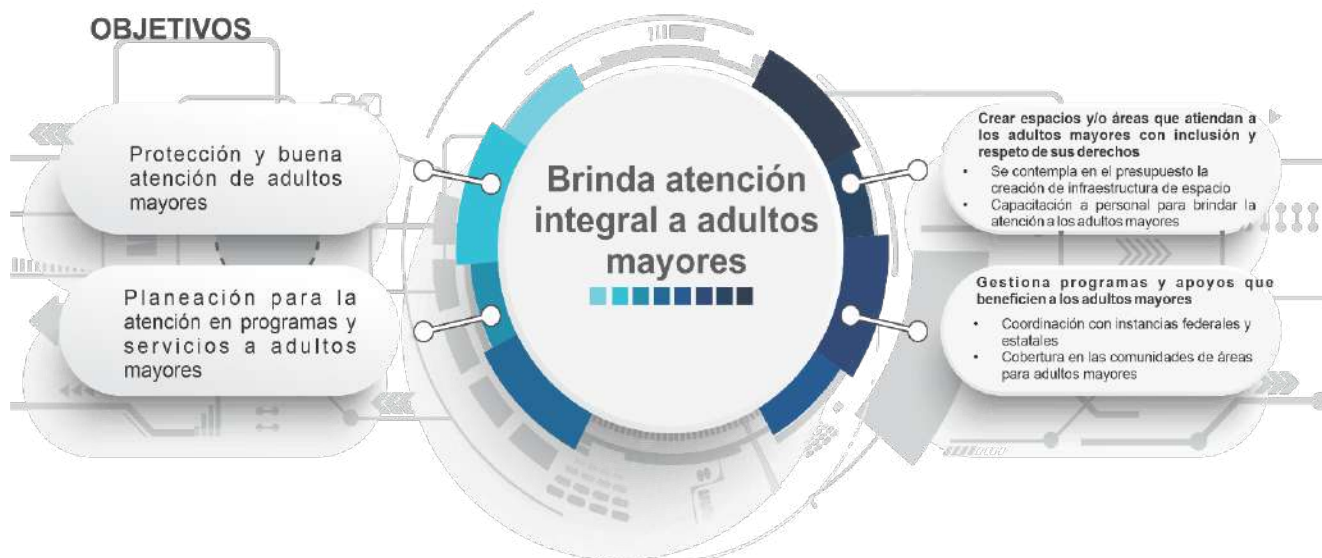 OBJETIVOS
Protección y buena
atención de adultos
mayores
Planeación para la
atención en programas y
servicios a adultos
mayores
Brinda atención
integral a adultos
mayores
Crear espacios y/o áreas que atiendan a
los adultos mayores con inclusión y
respeto de sus derechos
• Se contempla en el presupuesto la
creación de infraestructura de espacio
• Capacitación a personal para brindar la
atención a los adultos mayores
Gestiona programas y apoyos que
beneficien a los adultos mayores
• Coordinación con instancias federales y
estatales
• Cobertura en las comunidades de áreas
para adultos mayores